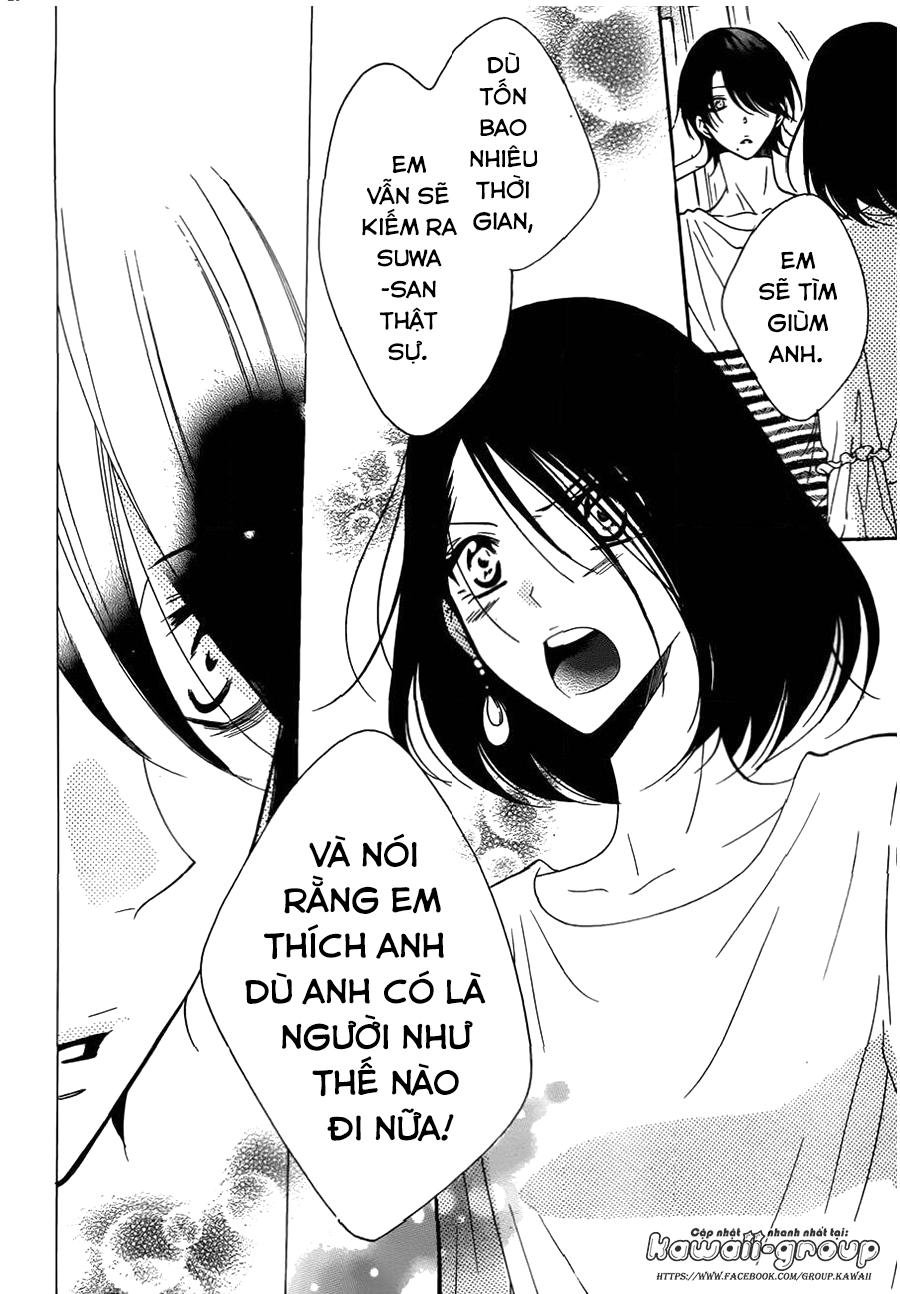 EM
SẼ TÌM
GIÙM
ANH.
DÙ
TỐN
BAO
NHIÊU
THỜI
GIAN,
EM
VẪN SẼ
KIẾM RA
SUWA
-SAN
THẬT
SỰ.
VÀ NÓI
RẰNG EM
THÍCH ANH
DÙ ANH CÓ LÀ
NGƯỜI NHƯ
THẾ NÀO
ĐI NỮA!
Cập nhật nhanh nhất tại:
kawaii-group
HTTPS://WWW.FACEBOOK.COM/GROUP.KAWAII